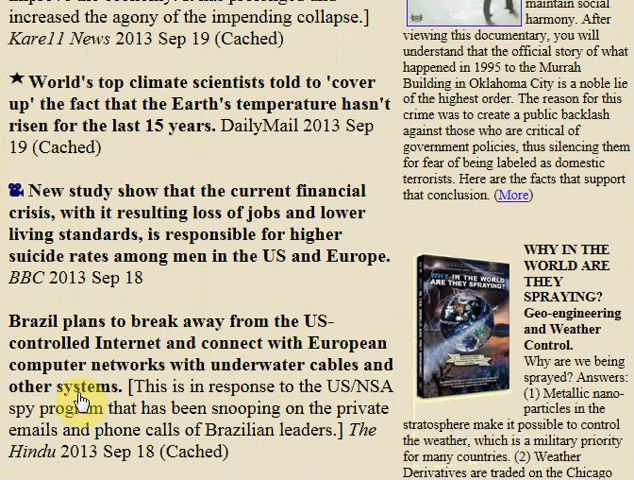 increase the agony of the impending collapse.]
Kare11 News 2013 Sep 19 (Cached)
World's top climate scientists told to 'cover
up' the fact that the Earth's temperature hasn't
risen for the last 15 years. DailyMail 2013 Sep
19 (Cached)
New study show that the current financial
crisis, with it resulting loss of jobs and lower
living standards, is responsible for higher
suicide rates among men in the US and Europe.
BBC 2013 Sep 18
Brazil plans to break away from the US-
controlled Internet and connect with European
computer networks with underwater cables and
other systems. [This is in response to the US/NSA
spy program that has been snooping on the private
emails and phone calls of Brazilian leaders.] The
Hindu 2013 Sep 18 (Cached)
maintain social
harmony. After
viewing this documentary, you will
understand that the official story of what
happened in 1995 to the Murrah
Building in Oklahoma City is a noble lie
of the highest order. The reason for this
crime was to create a public backlash
against those who are critical of
government policies, thus silencing them
for fear of being labeled as domestic
terrorists. Here are the facts that support
that conclusion. (More)
WHY IN THE WORLD
ARE THEY SPRAYING?
WHY IN THE
WORLD ARE
THEY
SPRAYING?
Geo-engineering
and Weather
Control.
Why are we being
sprayed? Answers:
(1) Metallic nano-
particles in the
stratosphere make it possible to control
the weather, which is a military priority
for many countries. (2) Weather
Derivatives are traded on the Chicago